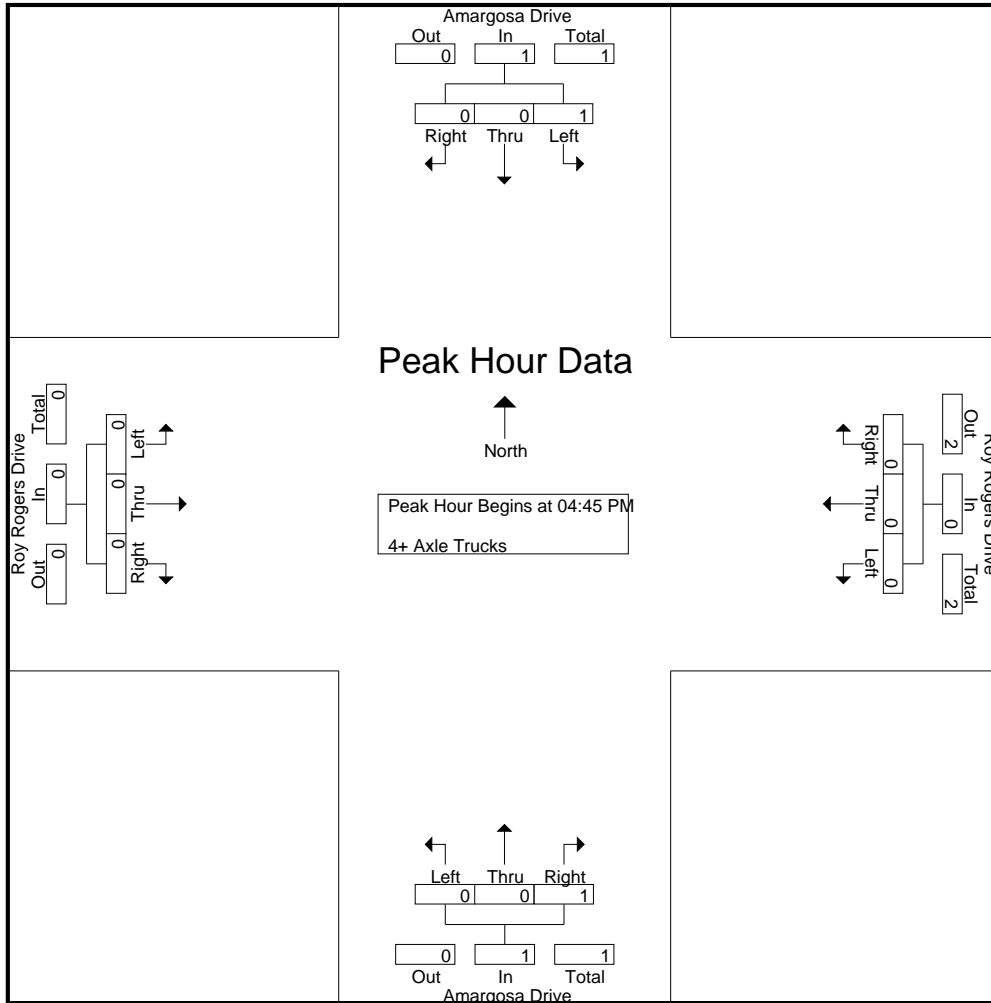 Amargosa Drive
Out In Total
0 1 1
0 0 1
Right Thru Left
Peak Hour Data
North
Peak Hour Begins at 04:45 PM
4+ Axle Trucks
Roy Rogers Drive
Total In Out
0 0 0
0 0 0
Left Thru Right
Roy Rogers Drive
Out In Total
2 0 2
0 0 0
Right Thru Left
Left Thru Right
0 0 1
0 1 1
Out In Total
Amargosa Drive